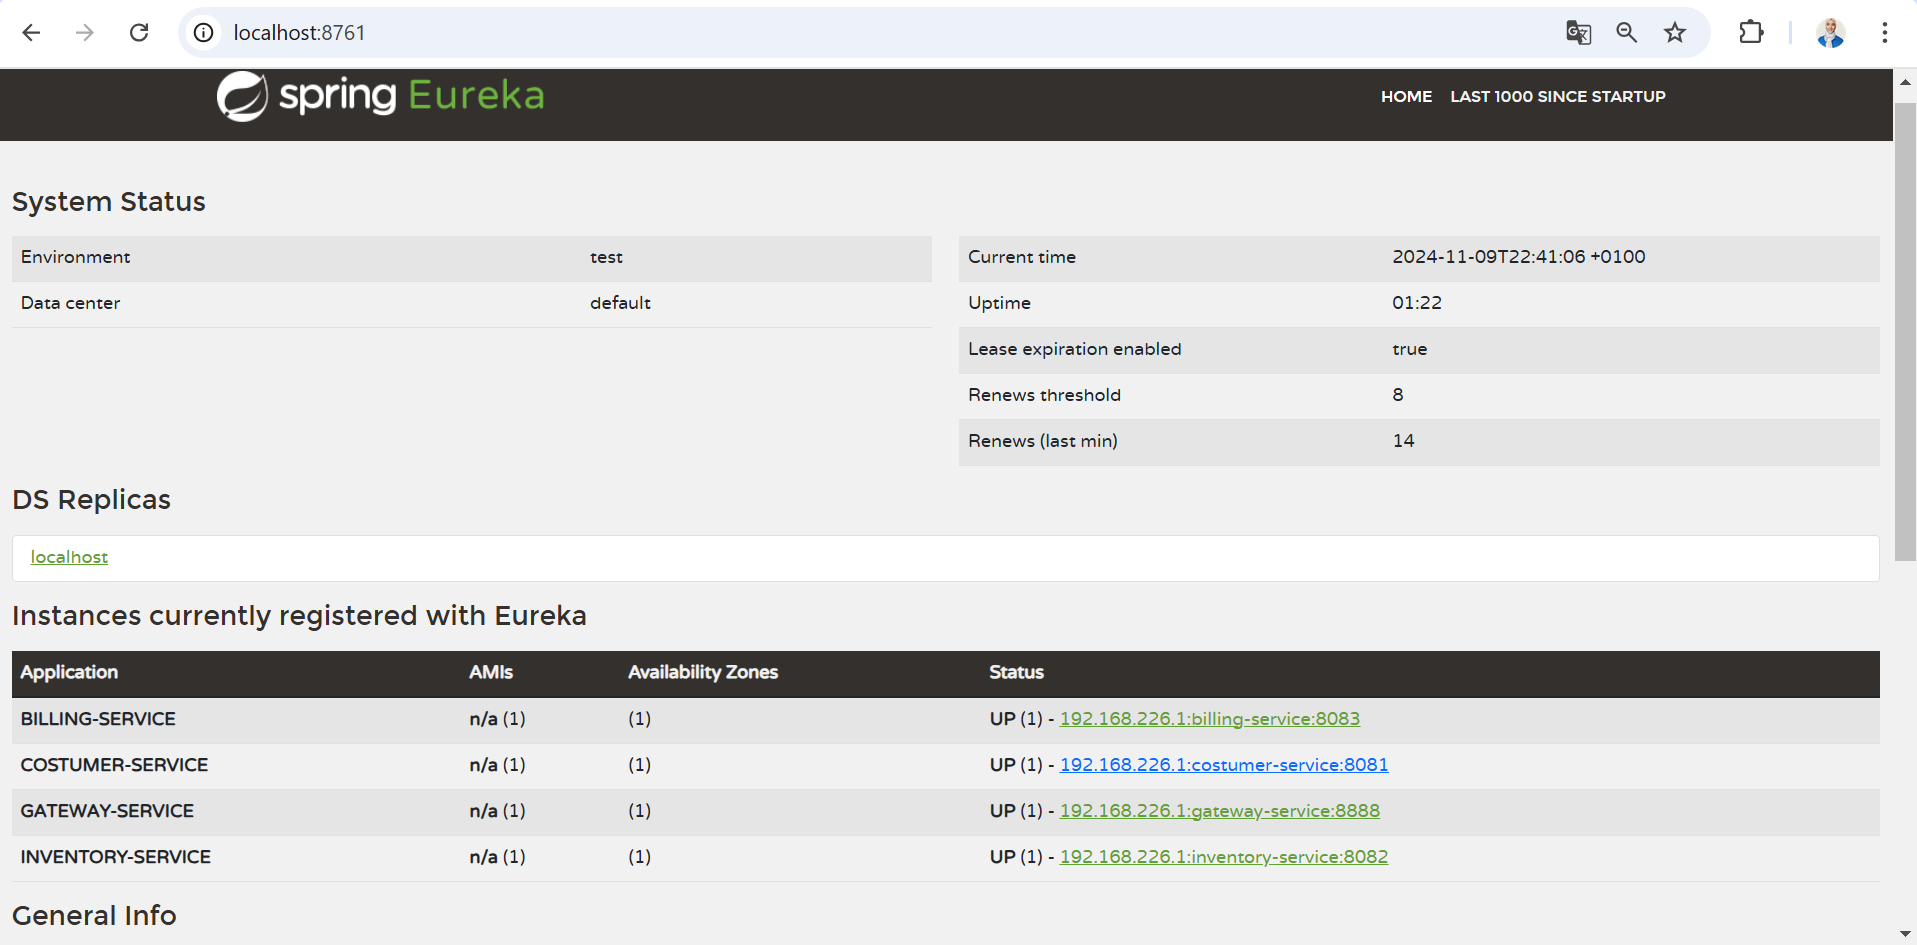 localhost:8761
spring Eureka
HOME LAST 1000 SINCE STARTUP
System Status
Environment test
Data center default
Current time 2024-11-09T22:41:06 +0100
Uptime 01:22
Lease expiration enabled true
Renews threshold 8
Renews (last min) 14
DS Replicas
localhost
Instances currently registered with Eureka
Application AMIs Availability Zones Status
BILLING-SERVICE n/a (1) (1) UP (1) - 192.168.226.1:billing-service:8083
COSTUMER-SERVICE n/a (1) (1) UP (1) - 192.168.226.1:costumer-service:8081
GATEWAY-SERVICE n/a (1) (1) UP (1) - 192.168.226.1:gateway-service:8888
INVENTORY-SERVICE n/a (1) (1) UP (1) - 192.168.226.1:inventory-service:8082
General Info